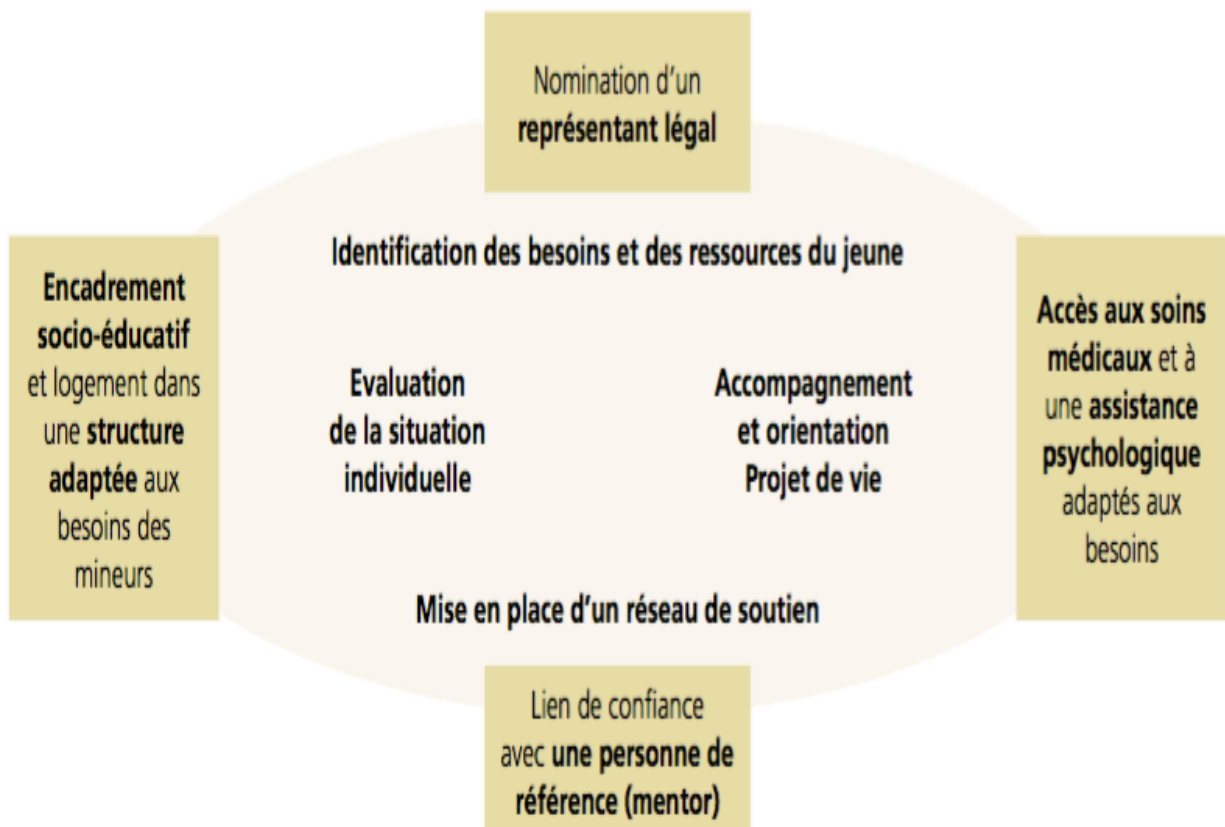 Nomination d’un
représentant légal
Identification des besoins et des ressources du jeune
Encadrement
socio-éducatif
et logement dans
une structure
adaptée aux
besoins des
mineurs
Evaluation
de la situation
individuelle
Accompagnement
et orientation
Projet de vie
Accès aux soins
médicaux et à
une assistance
psychologique
adaptés aux
besoins
Mise en place d’un réseau de soutien
Lien de confiance
avec une personne de
référence (mentor)